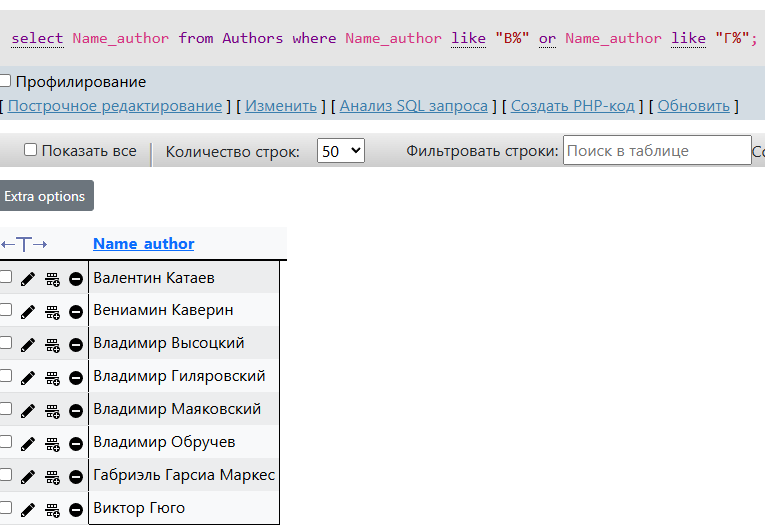 select Name_author from Authors where Name_author like "В%" or Name_author like "Г%";
Профилирование
[ Построчное редактирование ] [ Изменить ] [ Анализ SQL запроса ] [ Создать PHP-код ] [ Обновить ]
Показать все Количество строк: 50 Фильтровать строки: Поиск в таблице
Extra options
←T→ Name_author
Валентин Катаев
Вениамин Каверин
Владимир Высоцкий
Владимир Гиляровский
Владимир Маяковский
Владимир Обручев
Габриэль Гарсиа Маркес
Виктор Гюго